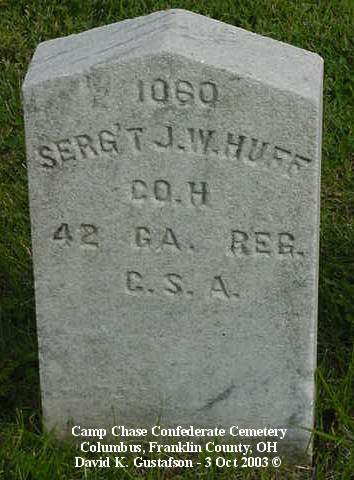 1060
SERG'T J.W.HUFF
CO.H
42 GA. REG.
C.S.A.
Camp Chase Confederate Cemetery
Columbus, Franklin County, OH
David K. Gustafson - 3 Oct 2003 ©